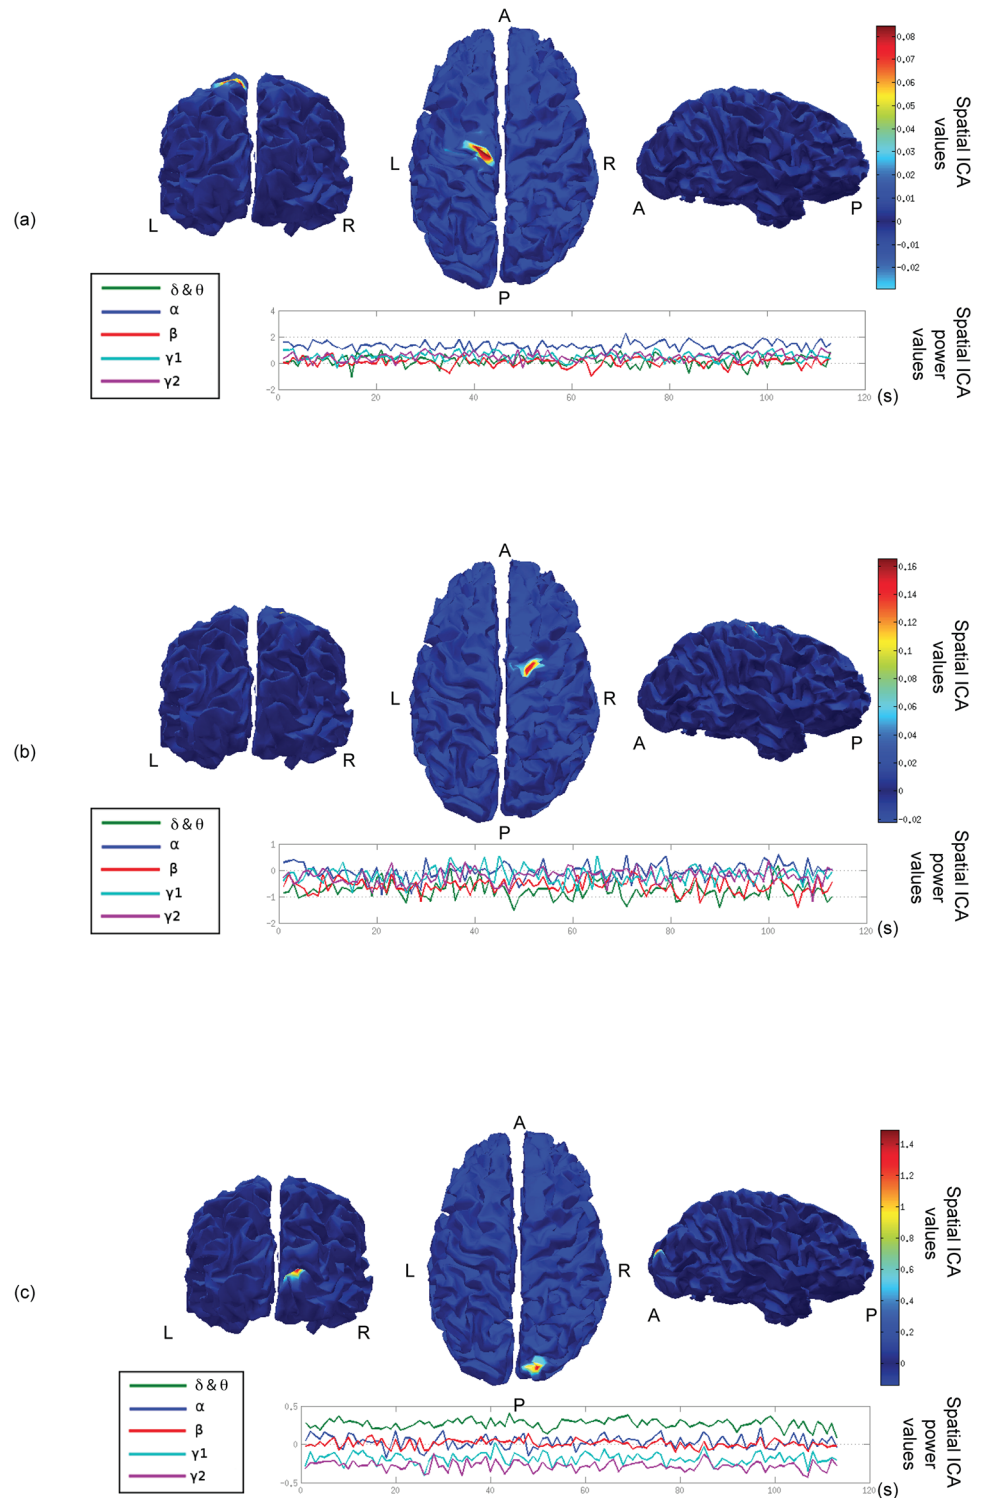 A
0.08
0.07
0.06
0.05
0.04
0.03
0.02
0.01
0
-0.01
-0.02
Spatial ICA
values
L
R
A
P
L
R
(a)
P
δ & θ
α
β
γ1
γ2
4
2
0
-2
0
20
40
60
80
100
120
(s)
Spatial ICA
power
values
A
0.16
0.14
0.12
0.1
0.08
0.06
0.04
0.02
0
-0.02
Spatial ICA
values
L
R
A
P
L
R
(b)
P
δ & θ
α
β
γ1
γ2
1
0
-1
-2
0
20
40
60
80
100
120
(s)
Spatial ICA
power
values
A
1.4
1.2
1
0.8
0.6
0.4
0.2
0
Spatial ICA
values
L
R
A
P
L
R
(c)
P
δ & θ
α
β
γ1
γ2
0.5
0
-0.5
0
20
40
60
80
100
120
(s)
Spatial ICA
power
values